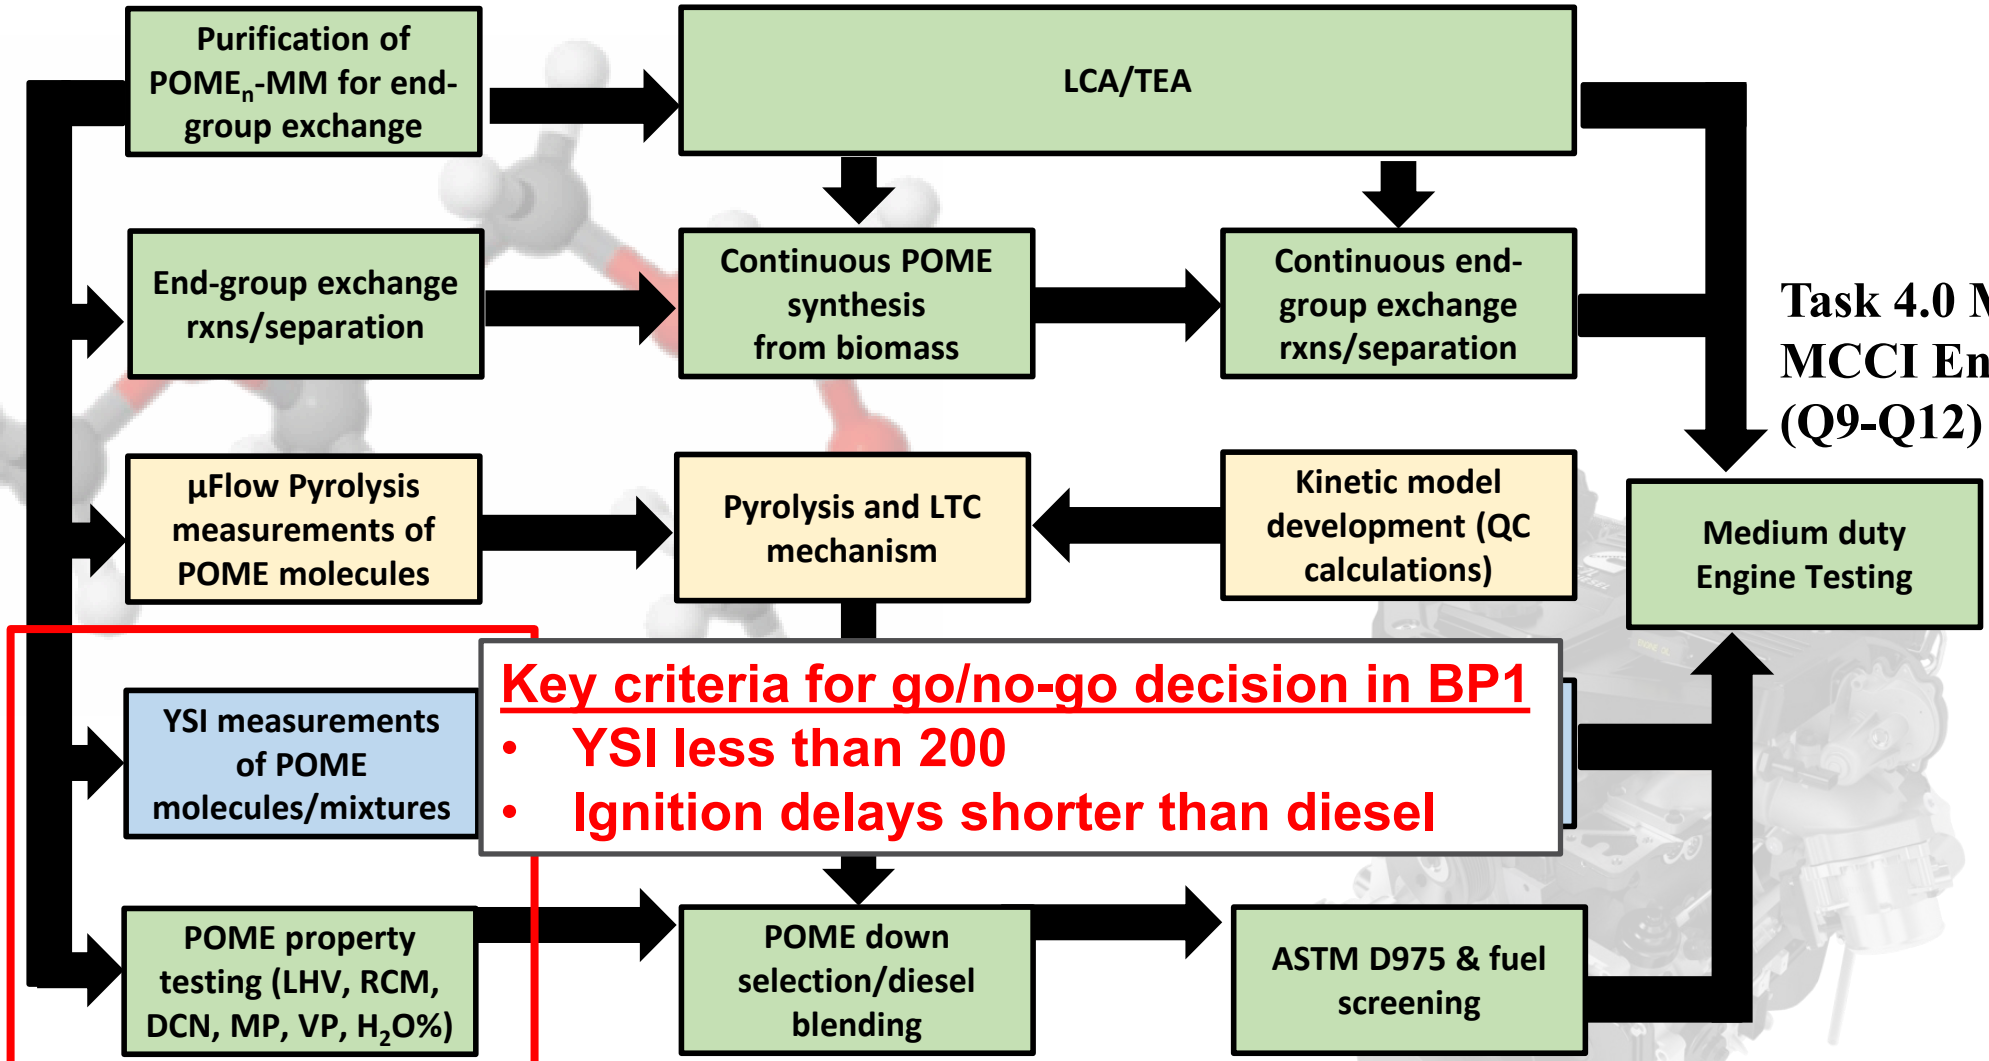 Purification of
POMEₙ-MM for end-
group exchange
LCA/TEA
End-group exchange
rxns/separation
Continuous POME
synthesis
from biomass
Continuous end-
group exchange
rxns/separation
Task 4.0 M
MCCI En
(Q9-Q12)
µFlow Pyrolysis
measurements of
POME molecules
Pyrolysis and LTC
mechanism
Kinetic model
development (QC
calculations)
Medium duty
Engine Testing
YSI measurements
of POME
molecules/mixtures
Key criteria for go/no-go decision in BP1
• YSI less than 200
• Ignition delays shorter than diesel
POME property
testing (LHV, RCM,
DCN, MP, VP, H₂O%)
POME down
selection/diesel
blending
ASTM D975 & fuel
screening